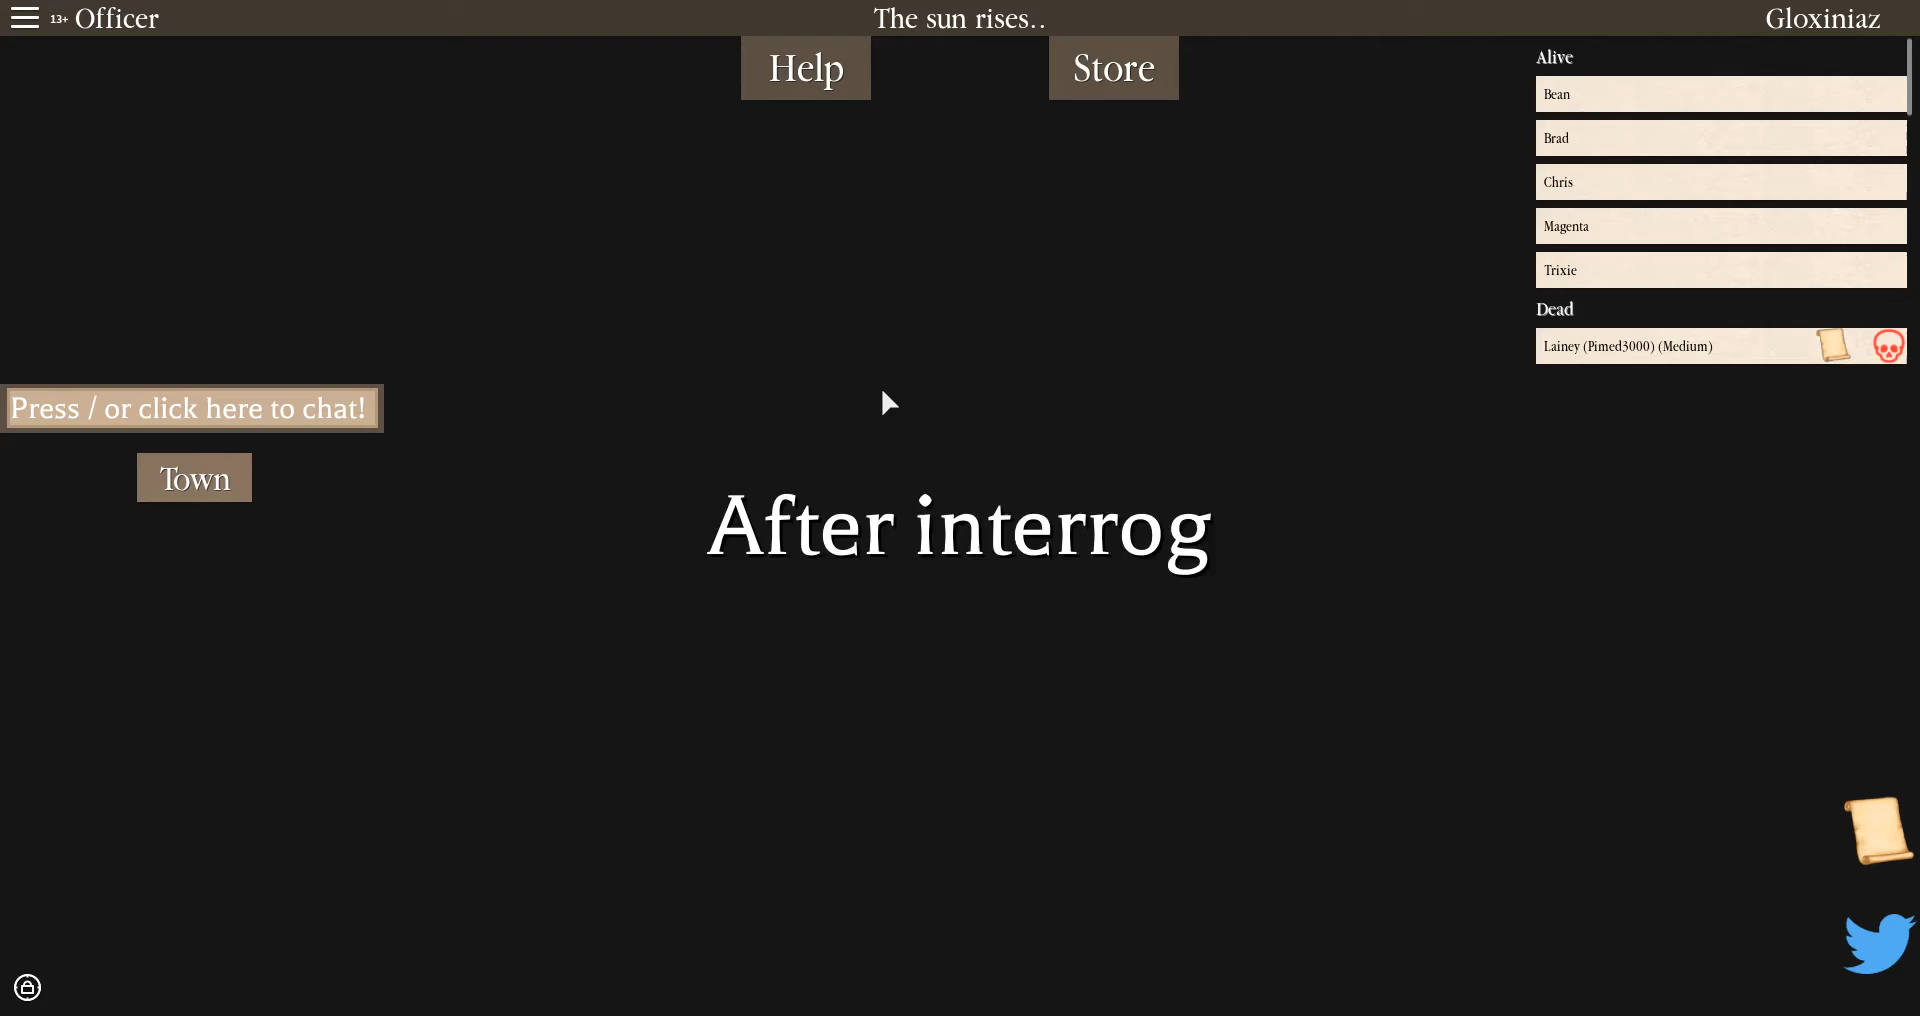 13+ Officer
The sun rises..
Gloxiniaz
Help
Store
Alive
Bean
Brad
Chris
Magenta
Trixie
Dead
Lainey (Pimed3000) (Medium)
Press / or click here to chat!
Town
After interrog